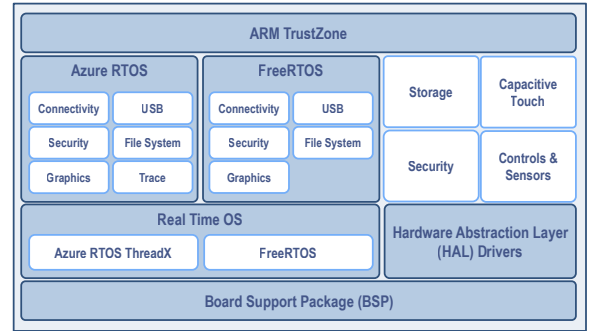 ARM TrustZone
Azure RTOS
Connectivity
USB
Security
File System
Graphics
Trace
FreeRTOS
Connectivity
USB
Security
File System
Graphics
Storage
Capacitive
Touch
Security
Controls &
Sensors
Real Time OS
Azure RTOS ThreadX
FreeRTOS
Hardware Abstraction Layer
(HAL) Drivers
Board Support Package (BSP)